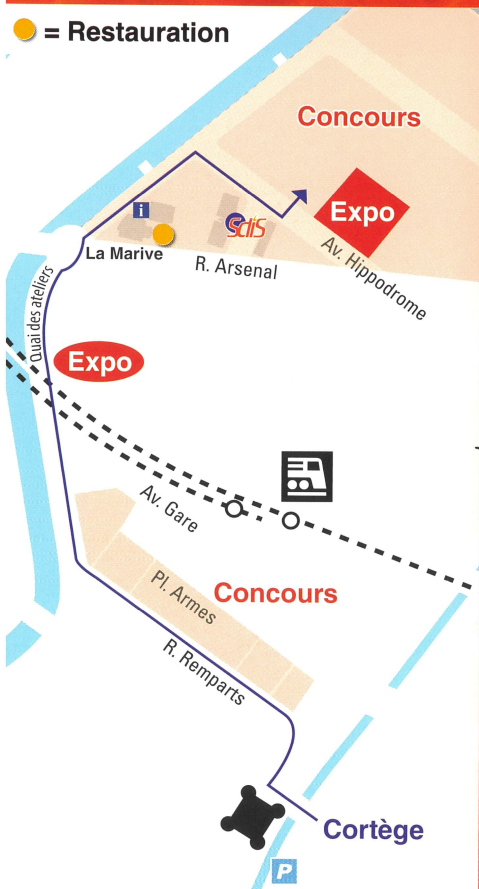 = Restauration
Concours
i
Expo
SdiS
La Marive
R. Arsenal
Av. Hippodrome
Quai des ateliers
Expo
Av. Gare
Pl. Armes
Concours
R. Remparts
Cortège
P